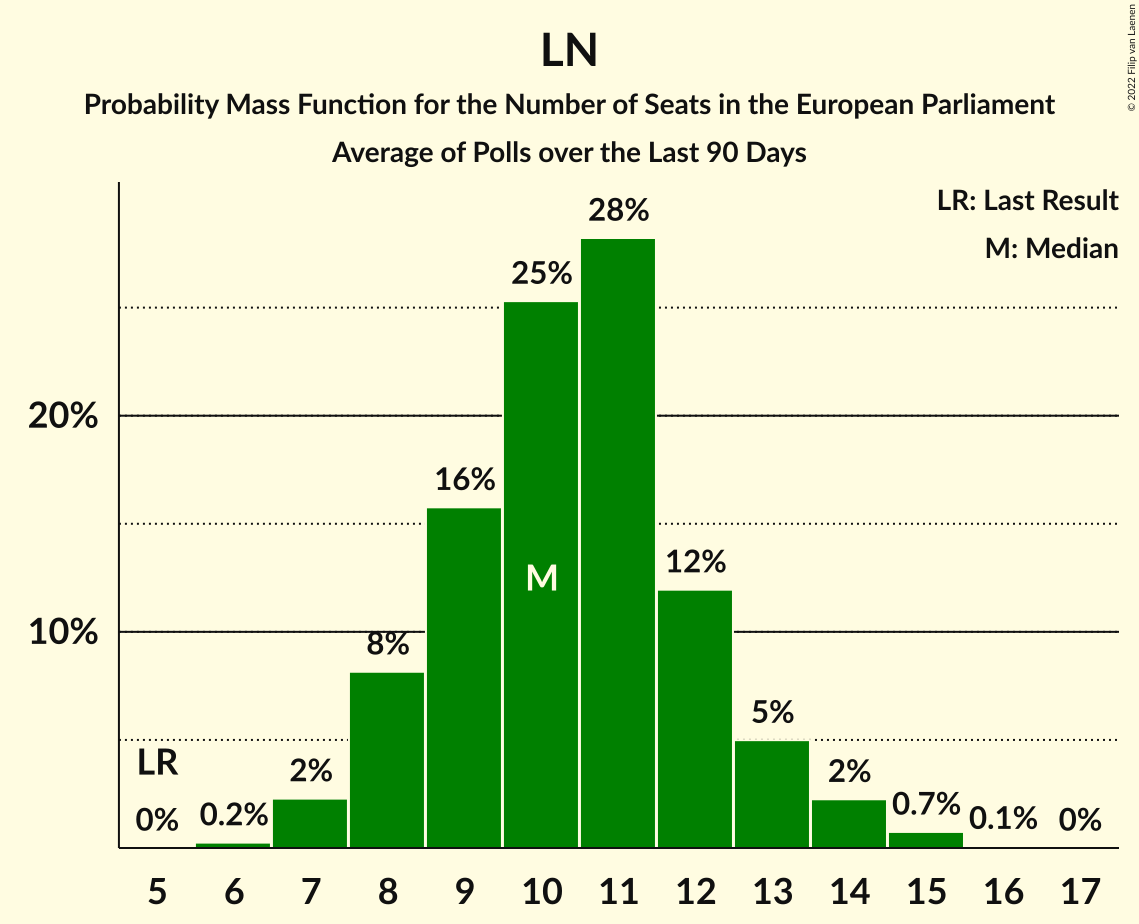 LN
Probability Mass Function for the Number of Seats in the European Parliament
Average of Polls over the Last 90 Days
© 2022 Filip van Laenen
LR: Last Result
M: Median
28%
25%
20%
16%
M
12%
10%
8%
5%
LR
2%
2%
0%
0.2%
0.7%
0.1%
0%
5 6 7 8 9 10 11 12 13 14 15 16 17